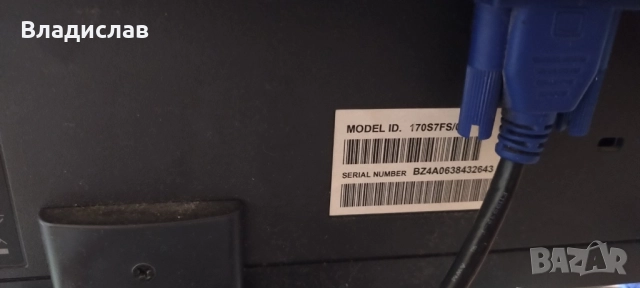 Владислав
MODEL ID. 170S7FS/
SERIAL NUMBER BZ4A0638432643
BAZAR